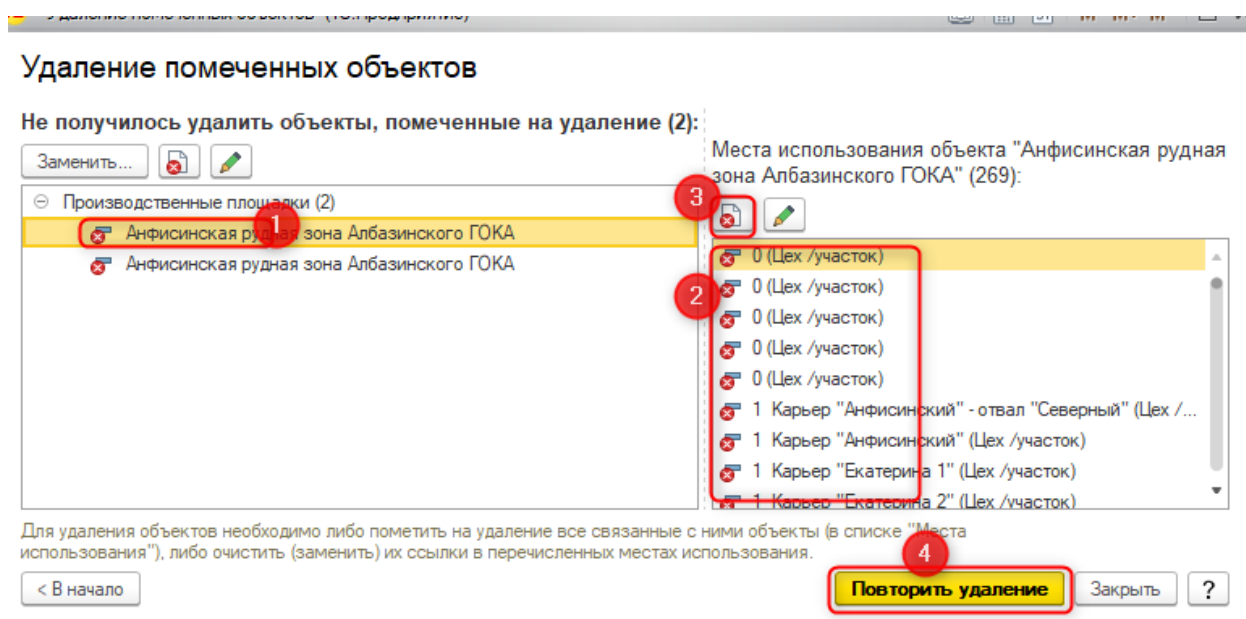 Удаление помеченных объектов (1С:Предприятие)
Удаление помеченных объектов
Не получилось удалить объекты, помеченные на удаление (2):
Заменить...
Производственные площадки (2)
Анфисинская рудная зона Албазинского ГОКА
Анфисинская рудная зона Албазинского ГОКА
1
Места использования объекта "Анфисинская рудная
зона Албазинского ГОКА" (269):
3
2
0 (Цех /участок)
0 (Цех /участок)
0 (Цех /участок)
0 (Цех /участок)
0 (Цех /участок)
1 Карьер "Анфисинский" - отвал "Северный" (Цех /...
1 Карьер "Анфисинский" (Цех /участок)
1 Карьер "Екатерина 1" (Цех /участок)
1 Карьер "Екатерина 2" (Цех /участок)
Для удаления объектов необходимо либо пометить на удаление все связанные с ними объекты (в списке "Места
использования"), либо очистить (заменить) их ссылки в перечисленных местах использования.
4
< В начало
Повторить удаление
Закрыть
?